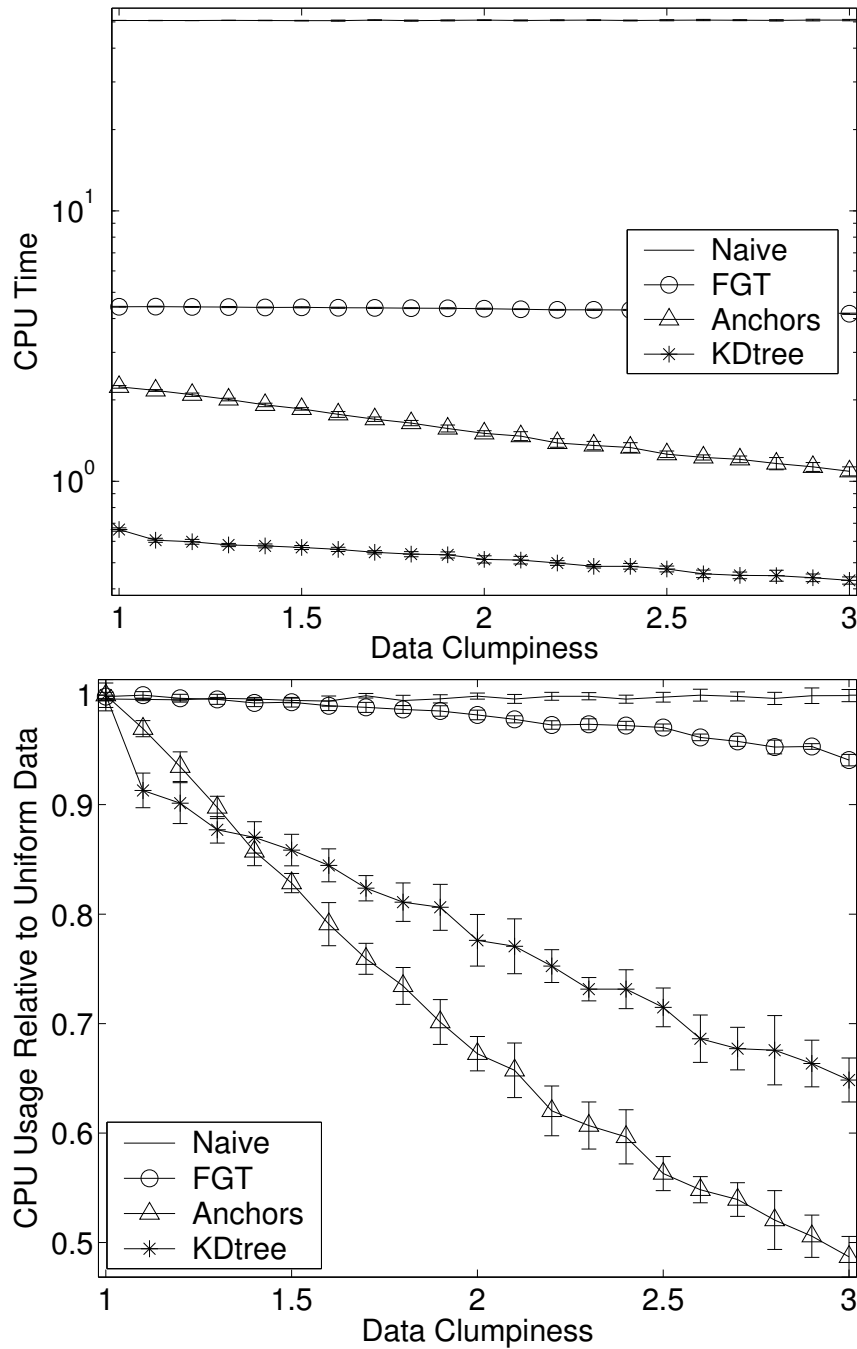 CPU Time
10^1
10^0
Naive
FGT
Anchors
KDtree
1
1.5
2
2.5
3
Data Clumpiness
CPU Usage Relative to Uniform Data
1
0.9
0.8
0.7
0.6
0.5
Naive
FGT
Anchors
KDtree
1
1.5
2
2.5
3
Data Clumpiness